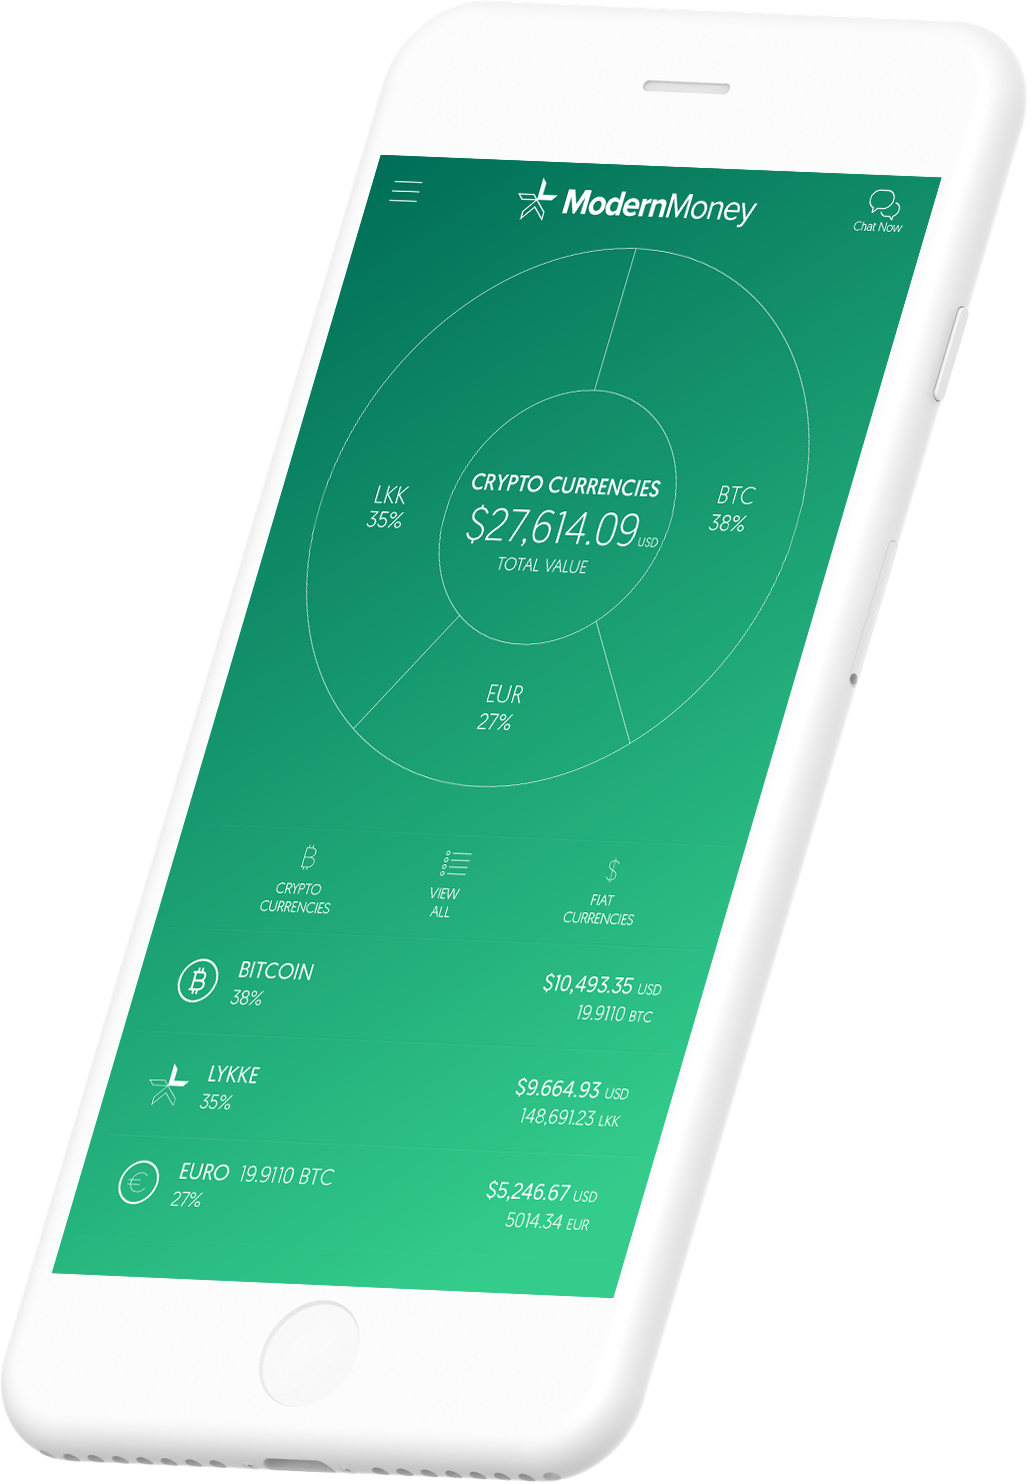 ModernMoney
Chat Now
LKK
35%
CRYPTO CURRENCIES
$27,614.09 USD
TOTAL VALUE
BTC
38%
EUR
27%
CRYPTO
CURRENCIES
VIEW
ALL
FIAT
CURRENCIES
BITCOIN
38%
$10,493.35 USD
19.9110 BTC
LYKKE
35%
$9.664.93 USD
148,691.23 LKK
EURO 19.9110 BTC
27%
$5,246.67 USD
5014.34 EUR